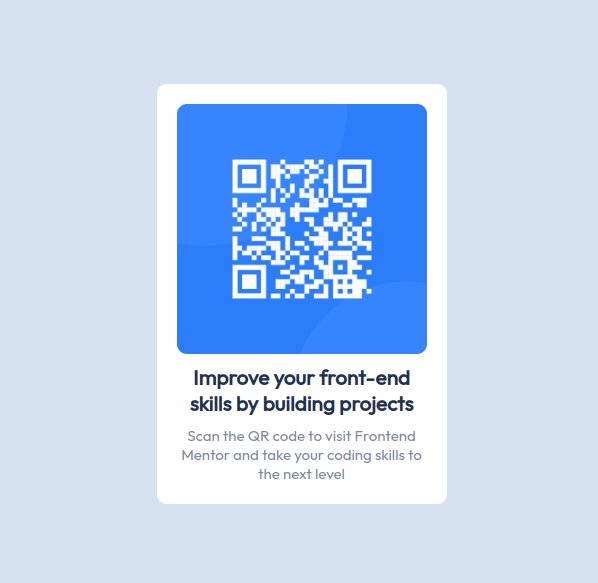 Improve your front-end
skills by building projects
Scan the QR code to visit Frontend
Mentor and take your coding skills to
the next level